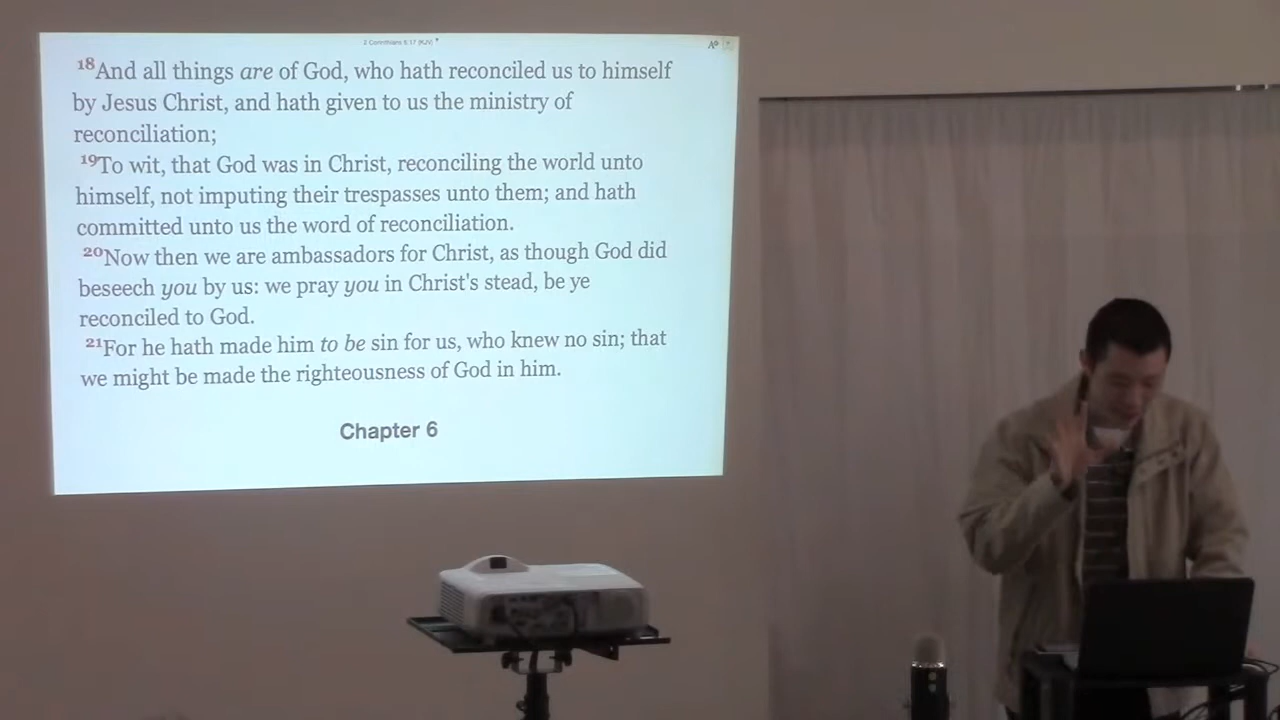 2 Corinthians 5:17 (KJV)
18And all things are of God, who hath reconciled us to himself
by Jesus Christ, and hath given to us the ministry of
reconciliation;
19To wit, that God was in Christ, reconciling the world unto
himself, not imputing their trespasses unto them; and hath
committed unto us the word of reconciliation.
20Now then we are ambassadors for Christ, as though God did
beseech you by us: we pray you in Christ's stead, be ye
reconciled to God.
21For he hath made him to be sin for us, who knew no sin; that
we might be made the righteousness of God in him.
Chapter 6